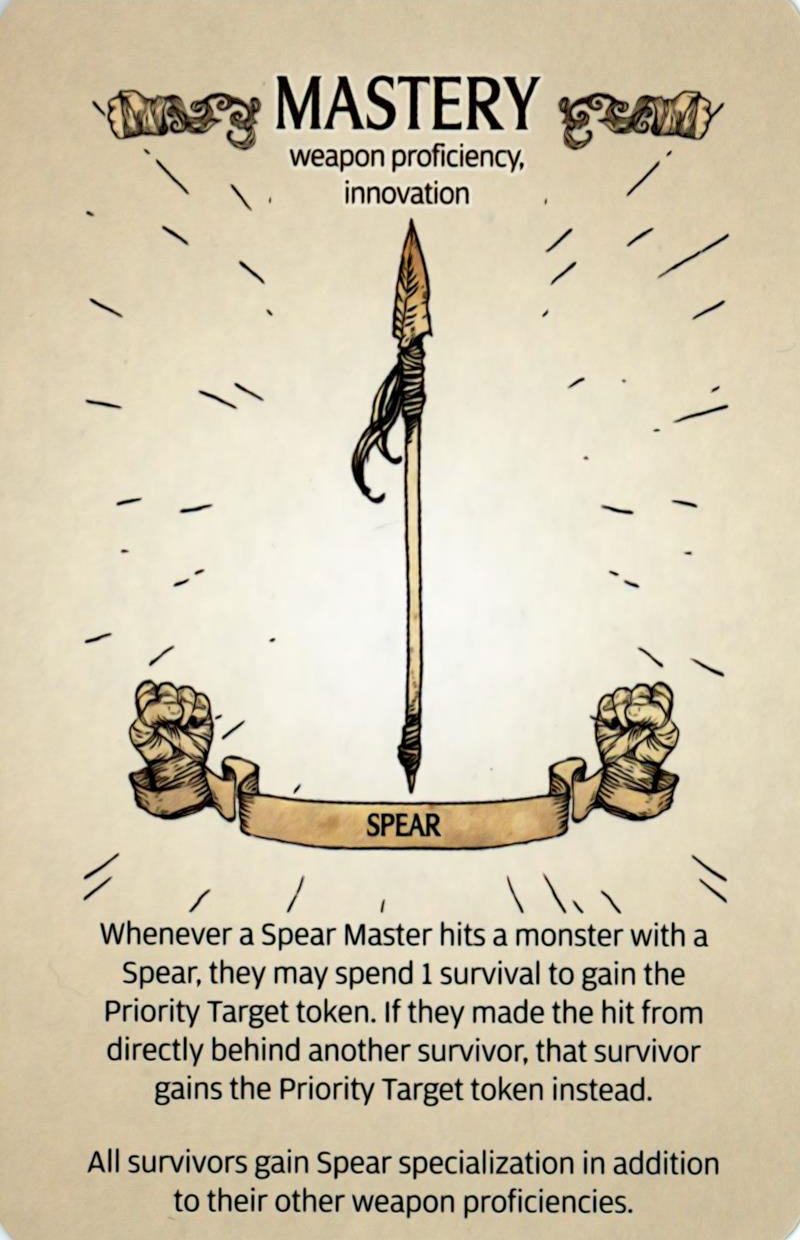 MASTERY
weapon proficiency,
innovation
SPEAR
Whenever a Spear Master hits a monster with a
Spear, they may spend 1 survival to gain the
Priority Target token. If they made the hit from
directly behind another survivor, that survivor
gains the Priority Target token instead.
All survivors gain Spear specialization in addition
to their other weapon proficiencies.